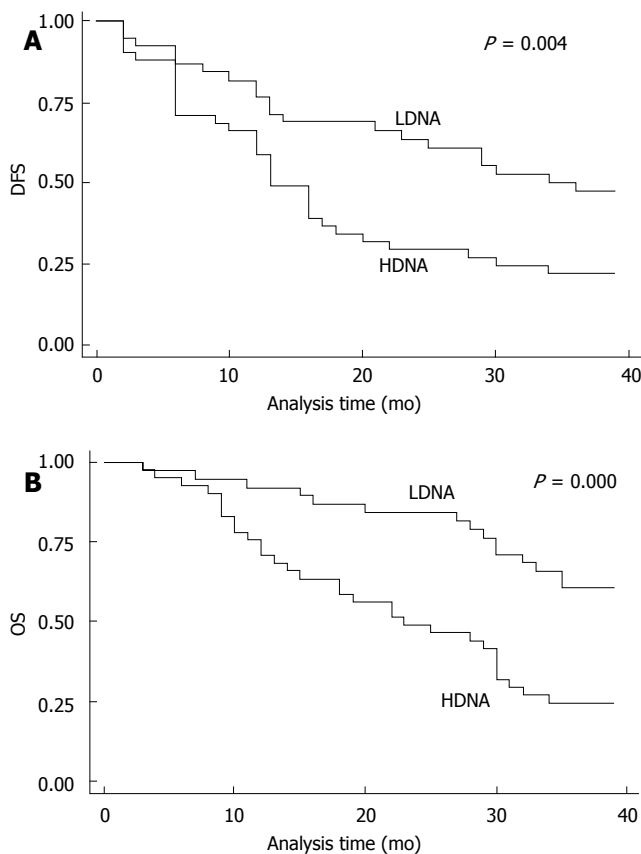 1.00
A
P = 0.004
0.75
LDNA
DFS
0.50
HDNA
0.25
0.00
0 10 20 30 40
Analysis time (mo)
1.00
B
LDNA
P = 0.000
0.75
OS
0.50
HDNA
0.25
0.00
0 10 20 30 40
Analysis time (mo)